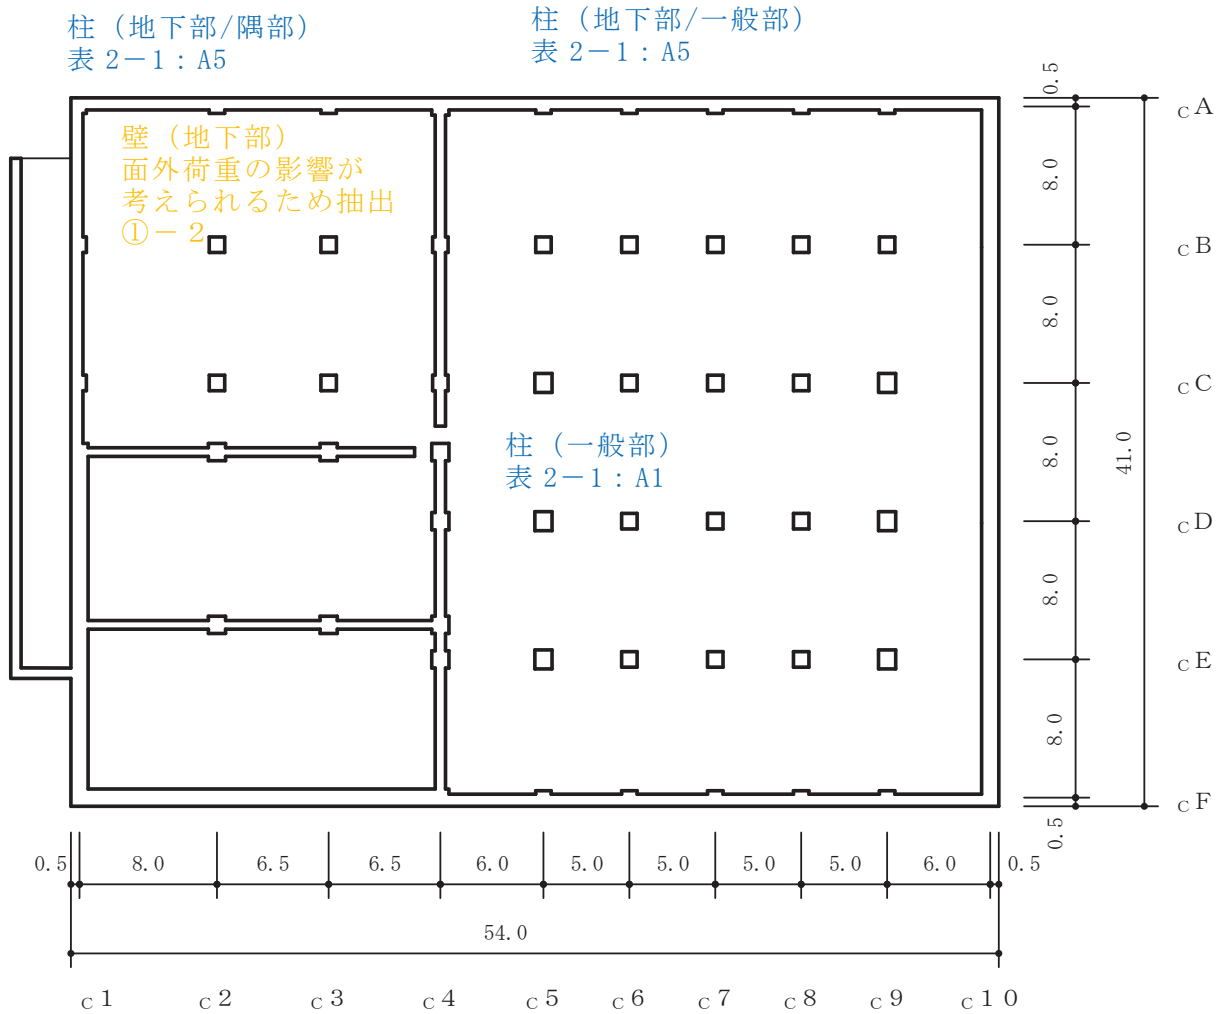 柱（地下部/隅部）
表２－１：A5
柱（地下部/一般部）
表２－１：A5
壁（地下部）
面外荷重の影響が
考えられるため抽出
①－２
柱（一般部）
表２－１：A1
0.5
8.0
8.0
8.0
8.0
8.0
0.5
41.0
cA
cB
cC
cD
cE
cF
0.5 8.0 6.5 6.5 6.0 5.0 5.0 5.0 5.0 6.0 0.5
54.0
c1 c2 c3 c4 c5 c6 c7 c8 c9 c10